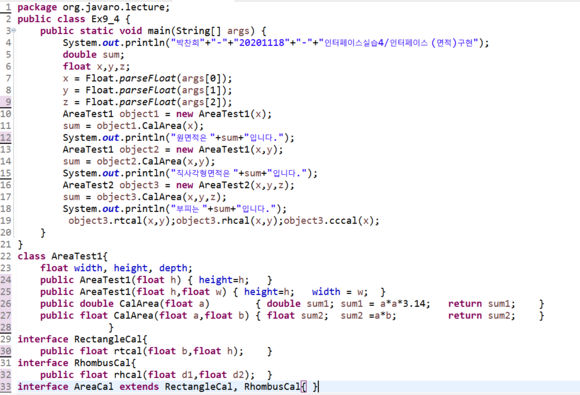 1 package org.javaro.lecture;
2 public class Ex9_4 {
3 public static void main(String[] args) {
4 System.out.println("박찬희"+"-"+"20201118"+"-"+"인터페이스실습4/인터페이스 (면적)구현");
5 double sum;
6 float x,y,z;
7 x = Float.parseFloat(args[0]);
8 y = Float.parseFloat(args[1]);
9 z = Float.parseFloat(args[2]);
10 AreaTest1 object1 = new AreaTest1(x);
11 sum = object1.CalArea(x);
12 System.out.println("원면적은 "+sum+"입니다.");
13 AreaTest1 object2 = new AreaTest1(x,y);
14 sum = object2.CalArea(x,y);
15 System.out.println("직사각형면적은 "+sum+"입니다.");
16 AreaTest2 object3 = new AreaTest2(x,y,z);
17 sum = object3.CalArea(x,y,z);
18 System.out.println("부피는 "+sum+"입니다.");
19 object3.rtcal(x,y);object3.rhcal(x,y);object3.cccal(x);
20 }
21 }
22 class AreaTest1{
23 float width, height, depth;
24 public AreaTest1(float h) { height=h; }
25 public AreaTest1(float h,float w) { height=h; width = w; }
26 public double CalArea(float a) { double sum1; sum1 = a*a*3.14; return sum1; }
27 public float CalArea(float a,float b) { float sum2; sum2 =a*b; return sum2; }
28 }
29 interface RectangleCal{
30 public float rtcal(float b,float h); }
31 interface RhombusCal{
32 public float rhcal(float d1,float d2); }
33 interface AreaCal extends RectangleCal, RhombusCal{ }